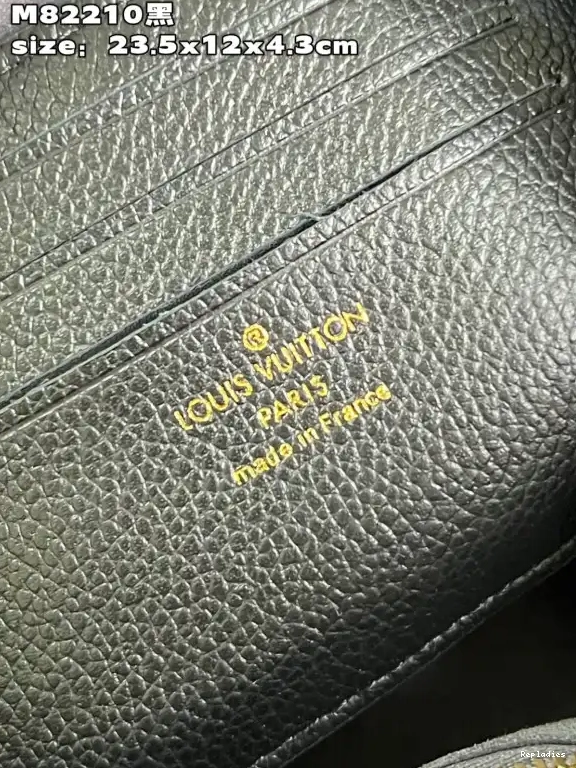 M82210黑
size: 23.5x12x4.3cm
®
LOUIS VUITTON
PARIS
made in France
Repladies